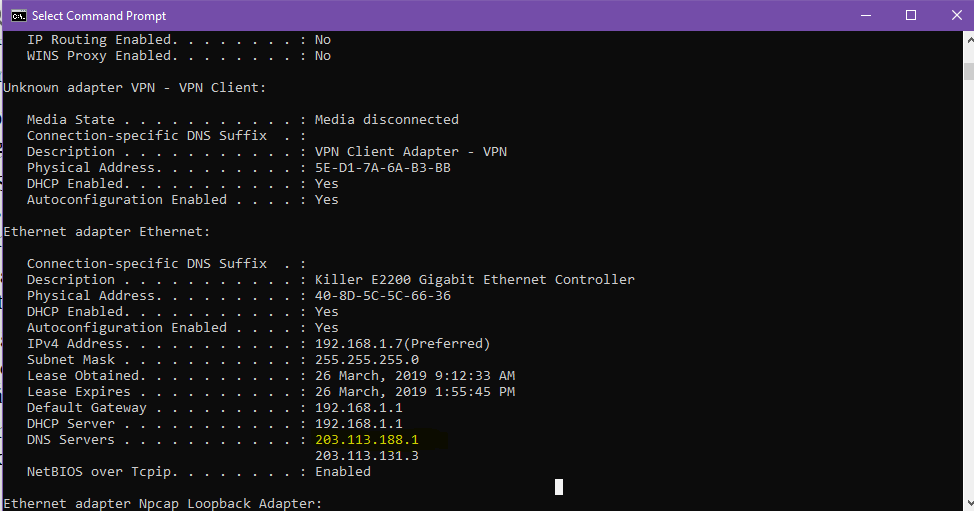 Select Command Prompt
IP Routing Enabled. . . . . . . . : No
WINS Proxy Enabled. . . . . . . . : No
Unknown adapter VPN - VPN Client:
Media State . . . . . . . . . . . : Media disconnected
Connection-specific DNS Suffix  . :
Description . . . . . . . . . . . : VPN Client Adapter - VPN
Physical Address. . . . . . . . . : 5E-D1-7A-6A-B3-BB
DHCP Enabled. . . . . . . . . . . : Yes
Autoconfiguration Enabled . . . . : Yes
Ethernet adapter Ethernet:
Connection-specific DNS Suffix  . :
Description . . . . . . . . . . . : Killer E2200 Gigabit Ethernet Controller
Physical Address. . . . . . . . . : 40-8D-5C-5C-66-36
DHCP Enabled. . . . . . . . . . . : Yes
Autoconfiguration Enabled . . . . : Yes
IPv4 Address. . . . . . . . . . . : 192.168.1.7(Preferred)
Subnet Mask . . . . . . . . . . . : 255.255.255.0
Lease Obtained. . . . . . . . . . : 26 March, 2019 9:12:33 AM
Lease Expires . . . . . . . . . . : 26 March, 2019 1:55:45 PM
Default Gateway . . . . . . . . . : 192.168.1.1
DHCP Server . . . . . . . . . . . : 192.168.1.1
DNS Servers . . . . . . . . . . . : 203.113.188.1
203.113.131.3
NetBIOS over Tcpip. . . . . . . . : Enabled
Ethernet adapter Npcap Loopback Adapter: